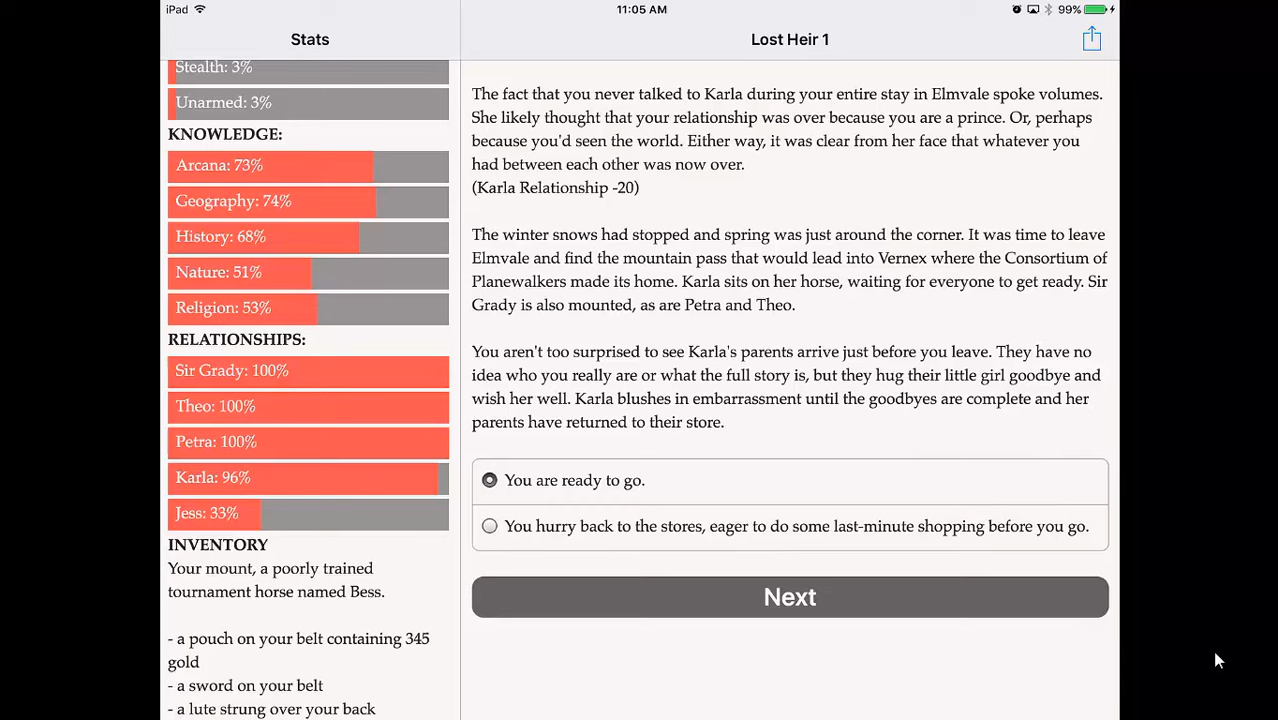 iPad
11:05 AM
99%
Stats
Lost Heir 1
Stealth: 3%
Unarmed: 3%
KNOWLEDGE:
Arcana: 73%
Geography: 74%
History: 68%
Nature: 51%
Religion: 53%
RELATIONSHIPS:
Sir Grady: 100%
Theo: 100%
Petra: 100%
Karla: 96%
Jess: 33%
INVENTORY
Your mount, a poorly trained
tournament horse named Bess.
- a pouch on your belt containing 345
gold
- a sword on your belt
- a lute strung over your back
The fact that you never talked to Karla during your entire stay in Elmvale spoke volumes.
She likely thought that your relationship was over because you are a prince. Or, perhaps
because you'd seen the world. Either way, it was clear from her face that whatever you
had between each other was now over.
(Karla Relationship -20)
The winter snows had stopped and spring was just around the corner. It was time to leave
Elmvale and find the mountain pass that would lead into Vernex where the Consortium of
Planewalkers made its home. Karla sits on her horse, waiting for everyone to get ready. Sir
Grady is also mounted, as are Petra and Theo.
You aren't too surprised to see Karla's parents arrive just before you leave. They have no
idea who you really are or what the full story is, but they hug their little girl goodbye and
wish her well. Karla blushes in embarrassment until the goodbyes are complete and her
parents have returned to their store.
You are ready to go.
You hurry back to the stores, eager to do some last-minute shopping before you go.
Next